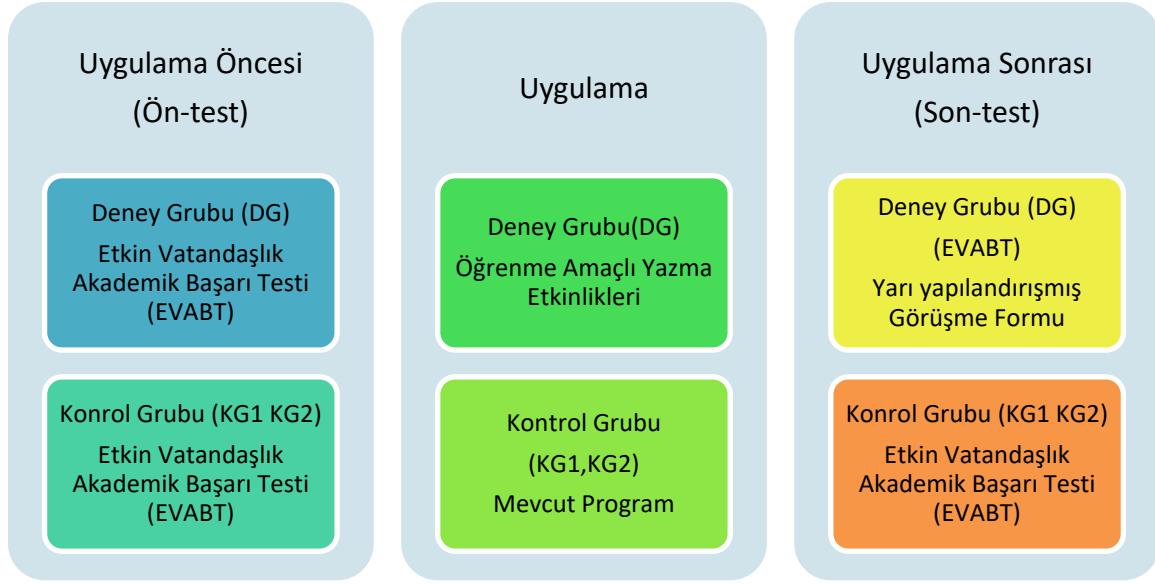 Uygulama Öncesi
(Ön-test)
Deney Grubu (DG)
Etkin Vatandaşlık
Akademik Başarı Testi
(EVABT)
Konrol Grubu (KG1 KG2)
Etkin Vatandaşlık
Akademik Başarı Testi
(EVABT)
Uygulama
Deney Grubu(DG)
Öğrenme Amaçlı Yazma
Etkinlikleri
Kontrol Grubu
(KG1,KG2)
Mevcut Program
Uygulama Sonrası
(Son-test)
Deney Grubu (DG)
(EVABT)
Yarı yapılandırışmış
Görüşme Formu
Konrol Grubu (KG1 KG2)
Etkin Vatandaşlık
Akademik Başarı Testi
(EVABT)